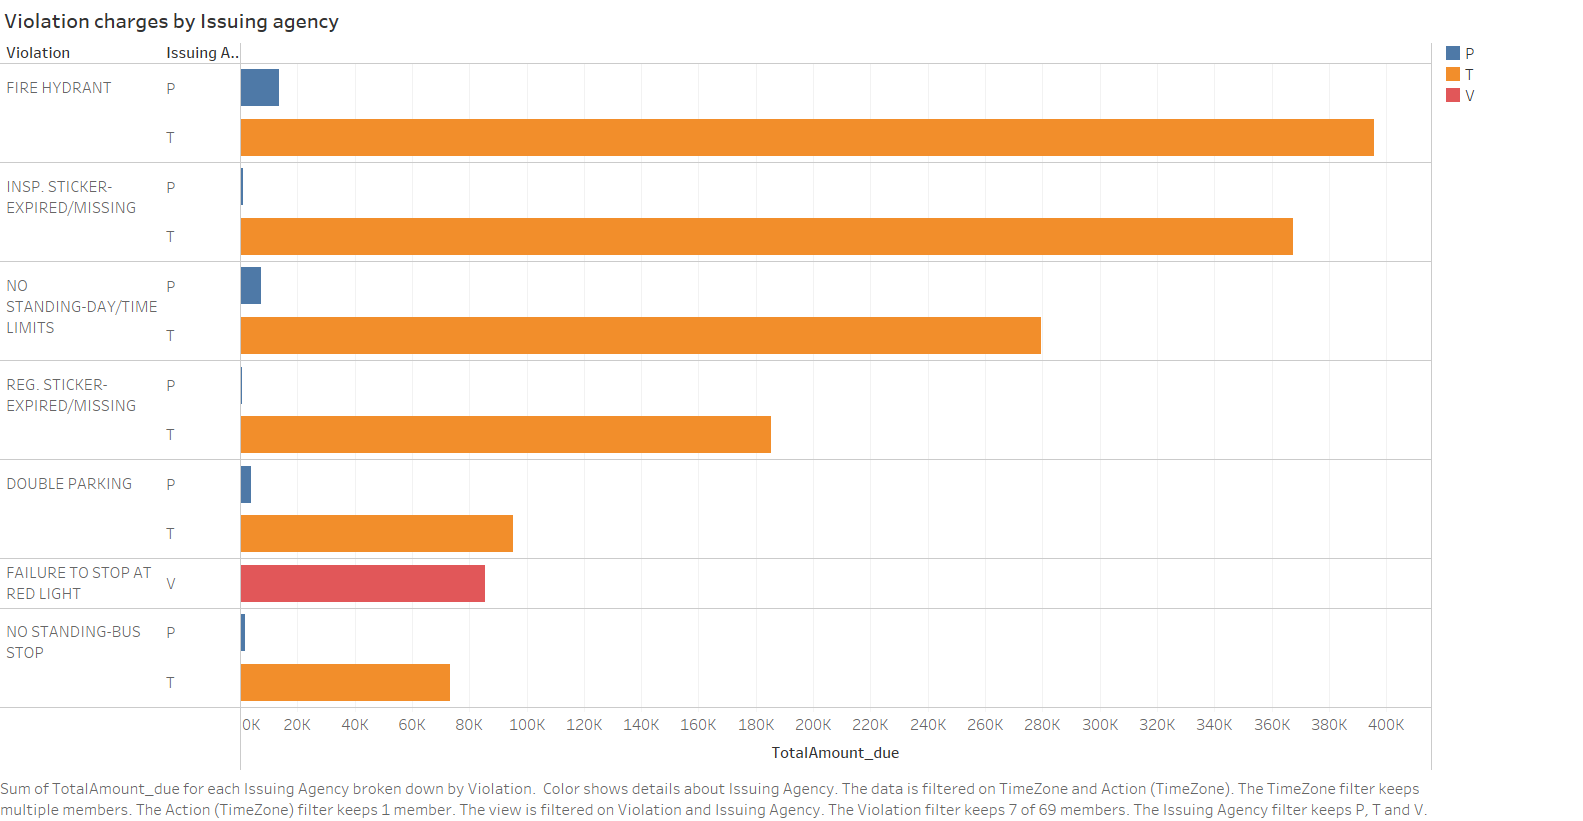 Violation charges by Issuing agency
Violation Issuing A..
P
T
V
FIRE HYDRANT P
T
INSP. STICKER- P
EXPIRED/MISSING
T
NO P
STANDING-DAY/TIME
LIMITS T
REG. STICKER- P
EXPIRED/MISSING
T
DOUBLE PARKING P
T
FAILURE TO STOP AT
RED LIGHT V
NO STANDING-BUS P
STOP
T
0K 20K 40K 60K 80K 100K 120K 140K 160K 180K 200K 220K 240K 260K 280K 300K 320K 340K 360K 380K 400K
TotalAmount_due
Sum of TotalAmount_due for each Issuing Agency broken down by Violation. Color shows details about Issuing Agency. The data is filtered on TimeZone and Action (TimeZone). The TimeZone filter keeps
multiple members. The Action (TimeZone) filter keeps 1 member. The view is filtered on Violation and Issuing Agency. The Violation filter keeps 7 of 69 members. The Issuing Agency filter keeps P, T and V.